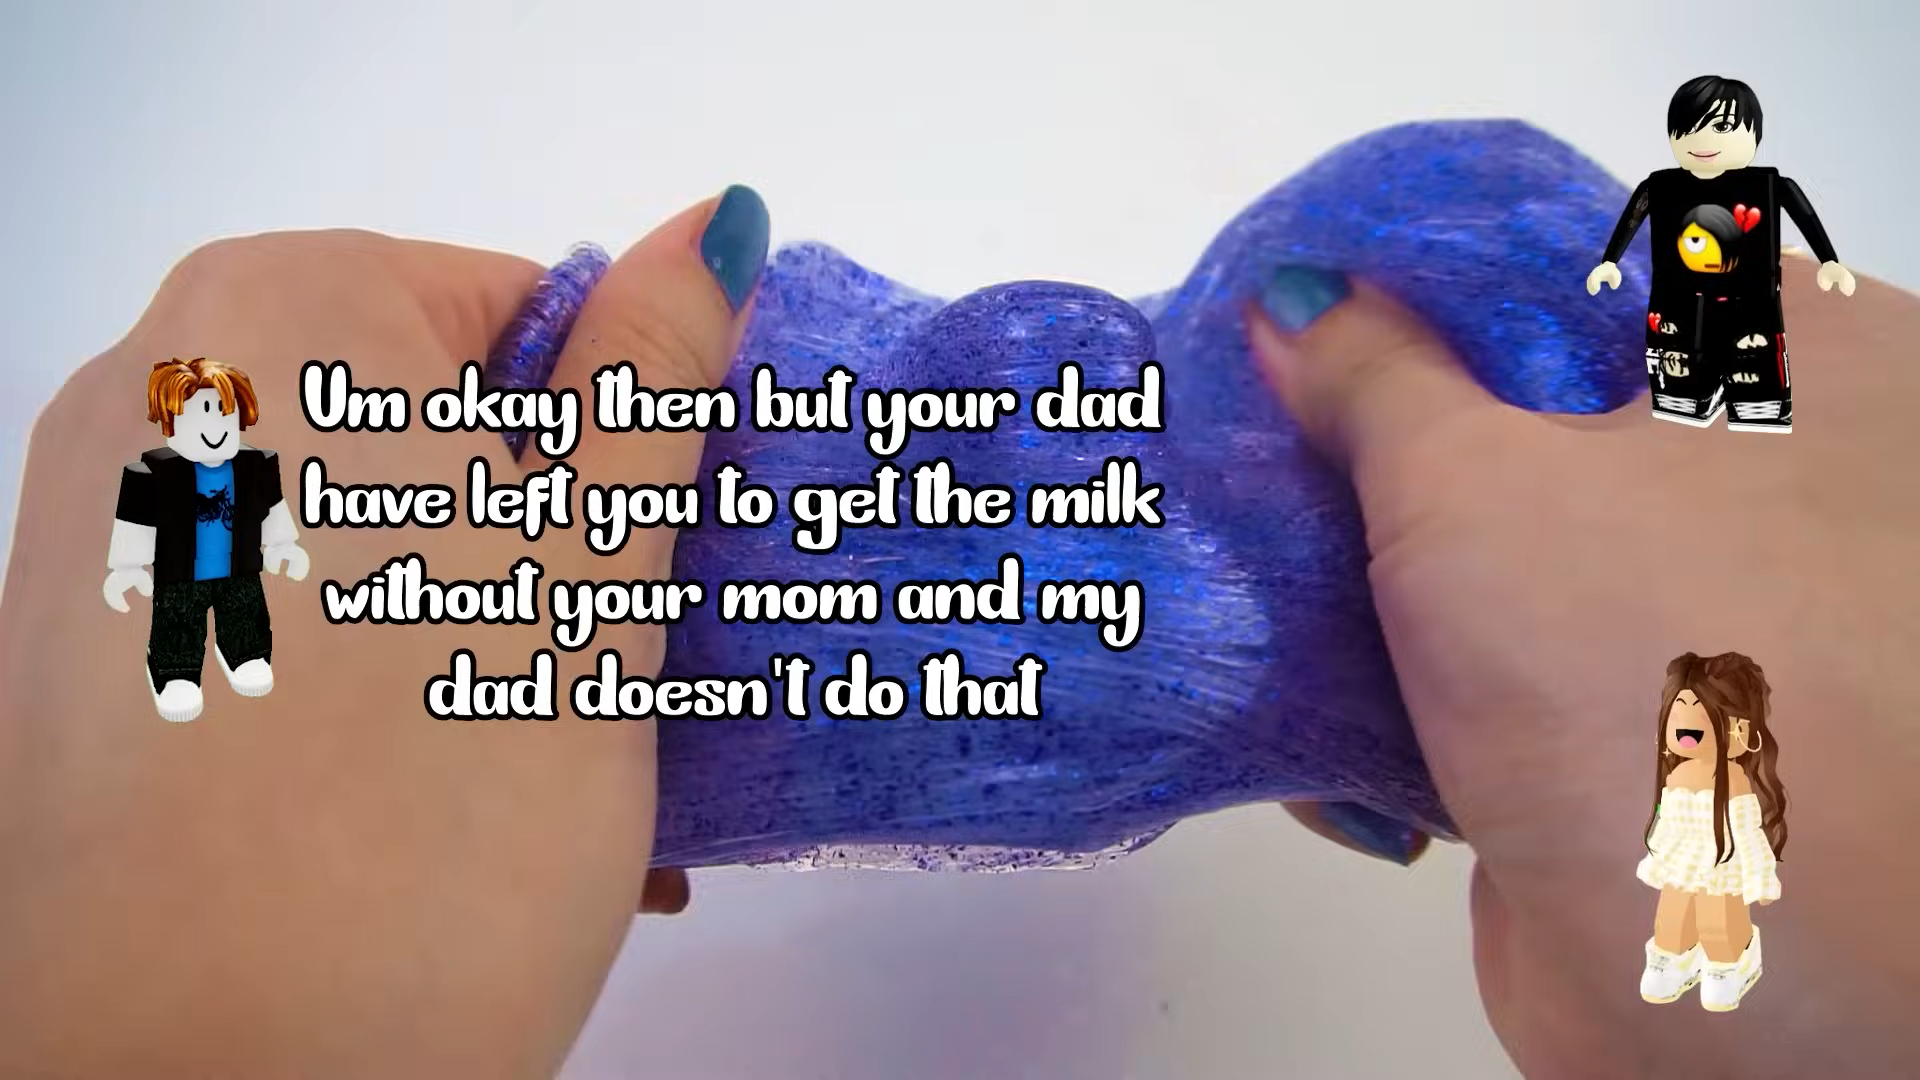 Um okay then but your dad
have left you to get the milk
without your mom and my
dad doesn't do that